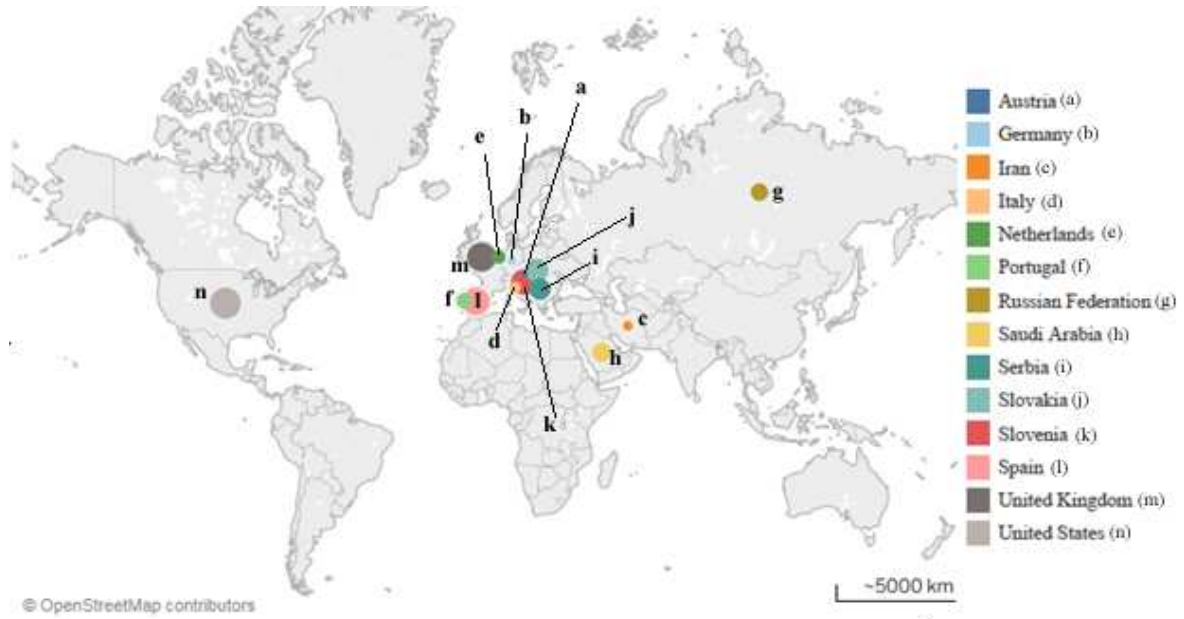 a
b
e
g
j
i
m
n
f
l
c
d
h
k
Austria (a)
Germany (b)
Iran (c)
Italy (d)
Netherlands (e)
Portugal (f)
Russian Federation (g)
Saudi Arabia (h)
Serbia (i)
Slovakia (j)
Slovenia (k)
Spain (l)
United Kingdom (m)
United States (n)
~5000 km
© OpenStreetMap contributors